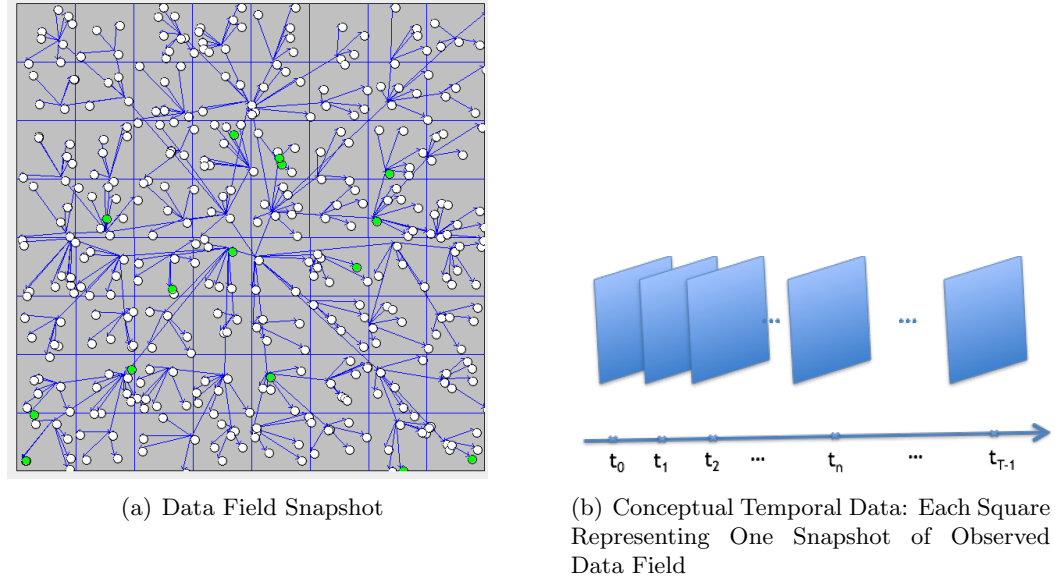 t0 t1 t2 ... tn ... tT-1
(a) Data Field Snapshot
(b) Conceptual Temporal Data: Each Square
Representing One Snapshot of Observed
Data Field